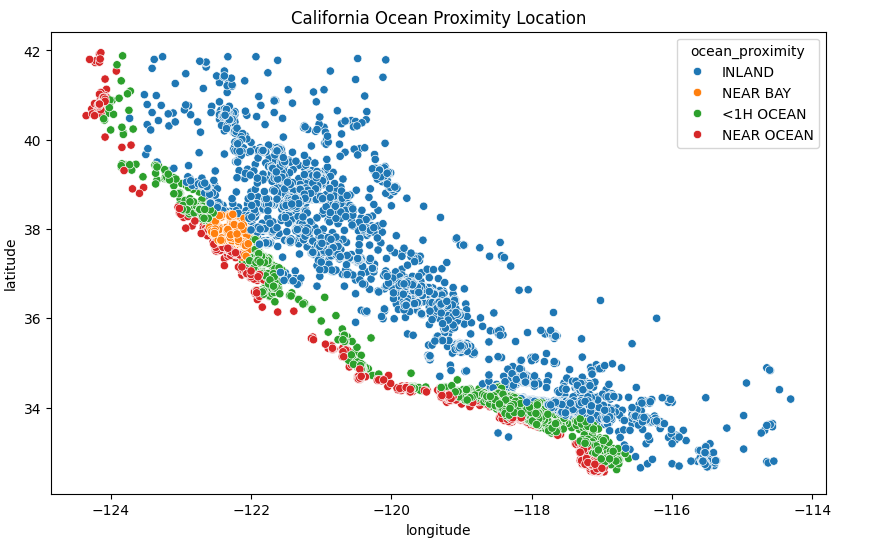 California Ocean Proximity Location
ocean_proximity
INLAND
NEAR BAY
<1H OCEAN
NEAR OCEAN
latitude
42
40
38
36
34
−124
−122
−120
−118
−116
−114
longitude